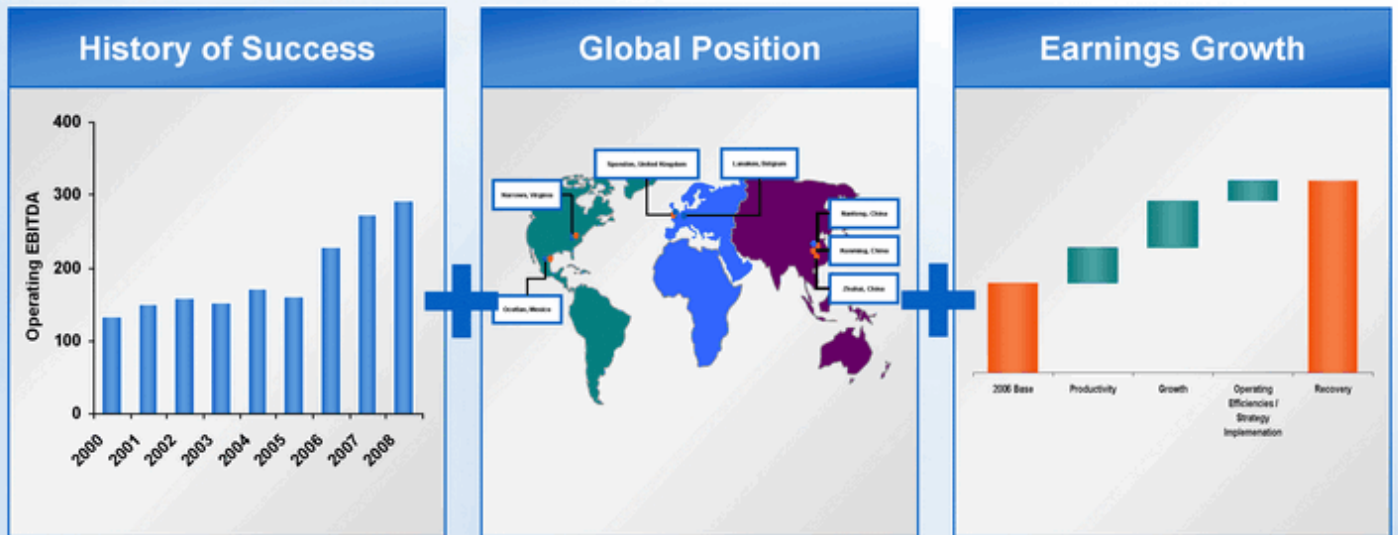 History of Success
Operating EBITDA
400
300
200
100
0
2000
2001
2002
2003
2004
2005
2006
2007
2008
Global Position
Spondon, United Kingdom
Lanaken, Belgium
Narrows, Virginia
Nantong, China
Kunming, China
Zhuhai, China
Ocotlan, Mexico
Earnings Growth
2006 Base
Productivity
Growth
Operating
Efficiencies /
Strategy
Implemenation
Recovery